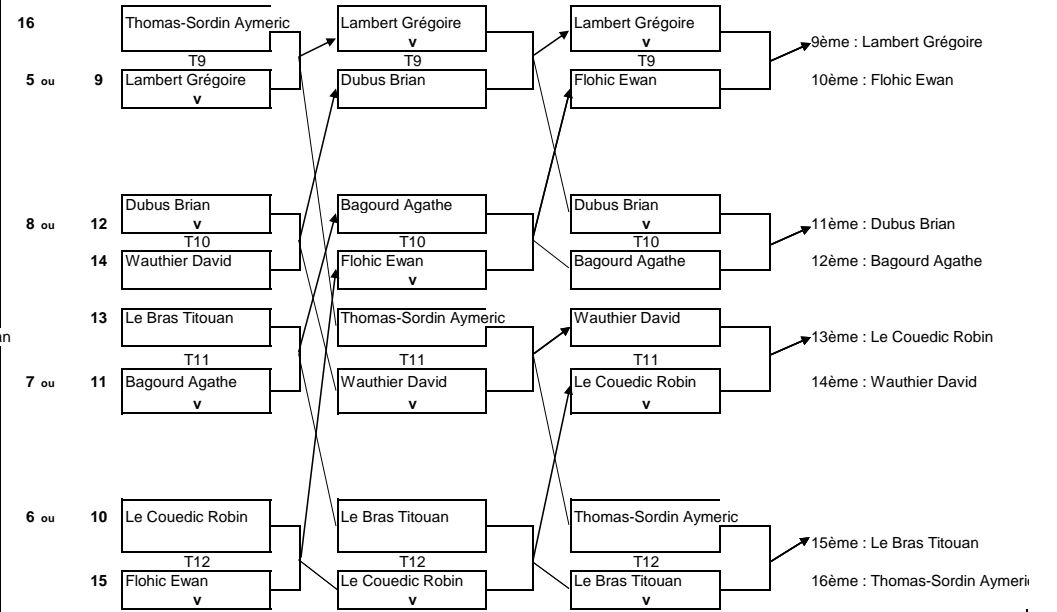 16 Thomas-Sordin Aymeric Lambert Grégoire Lambert Grégoire
v v
T9 T9 T9 9ème : Lambert Grégoire
5 ou 9 Lambert Grégoire Dubus Brian Flohic Ewan 10ème : Flohic Ewan
v
8 ou 12 Dubus Brian Bagourd Agathe Dubus Brian 11ème : Dubus Brian
v v
T10 T10 T10
14 Wauthier David Flohic Ewan Bagourd Agathe 12ème : Bagourd Agathe
v
13 Le Bras Titouan Thomas-Sordin Aymeric Wauthier David
an 13ème : Le Couedic Robin
T11 T11
7 ou 11 Bagourd Agathe Wauthier David Le Couedic Robin 14ème : Wauthier David
v v v
6 ou 10 Le Couedic Robin Le Bras Titouan Thomas-Sordin Aymeric
15ème : Le Bras Titouan
T12 T12 T12
15 Flohic Ewan Le Couedic Robin Le Bras Titouan 16ème : Thomas-Sordin Aymeri
v v v